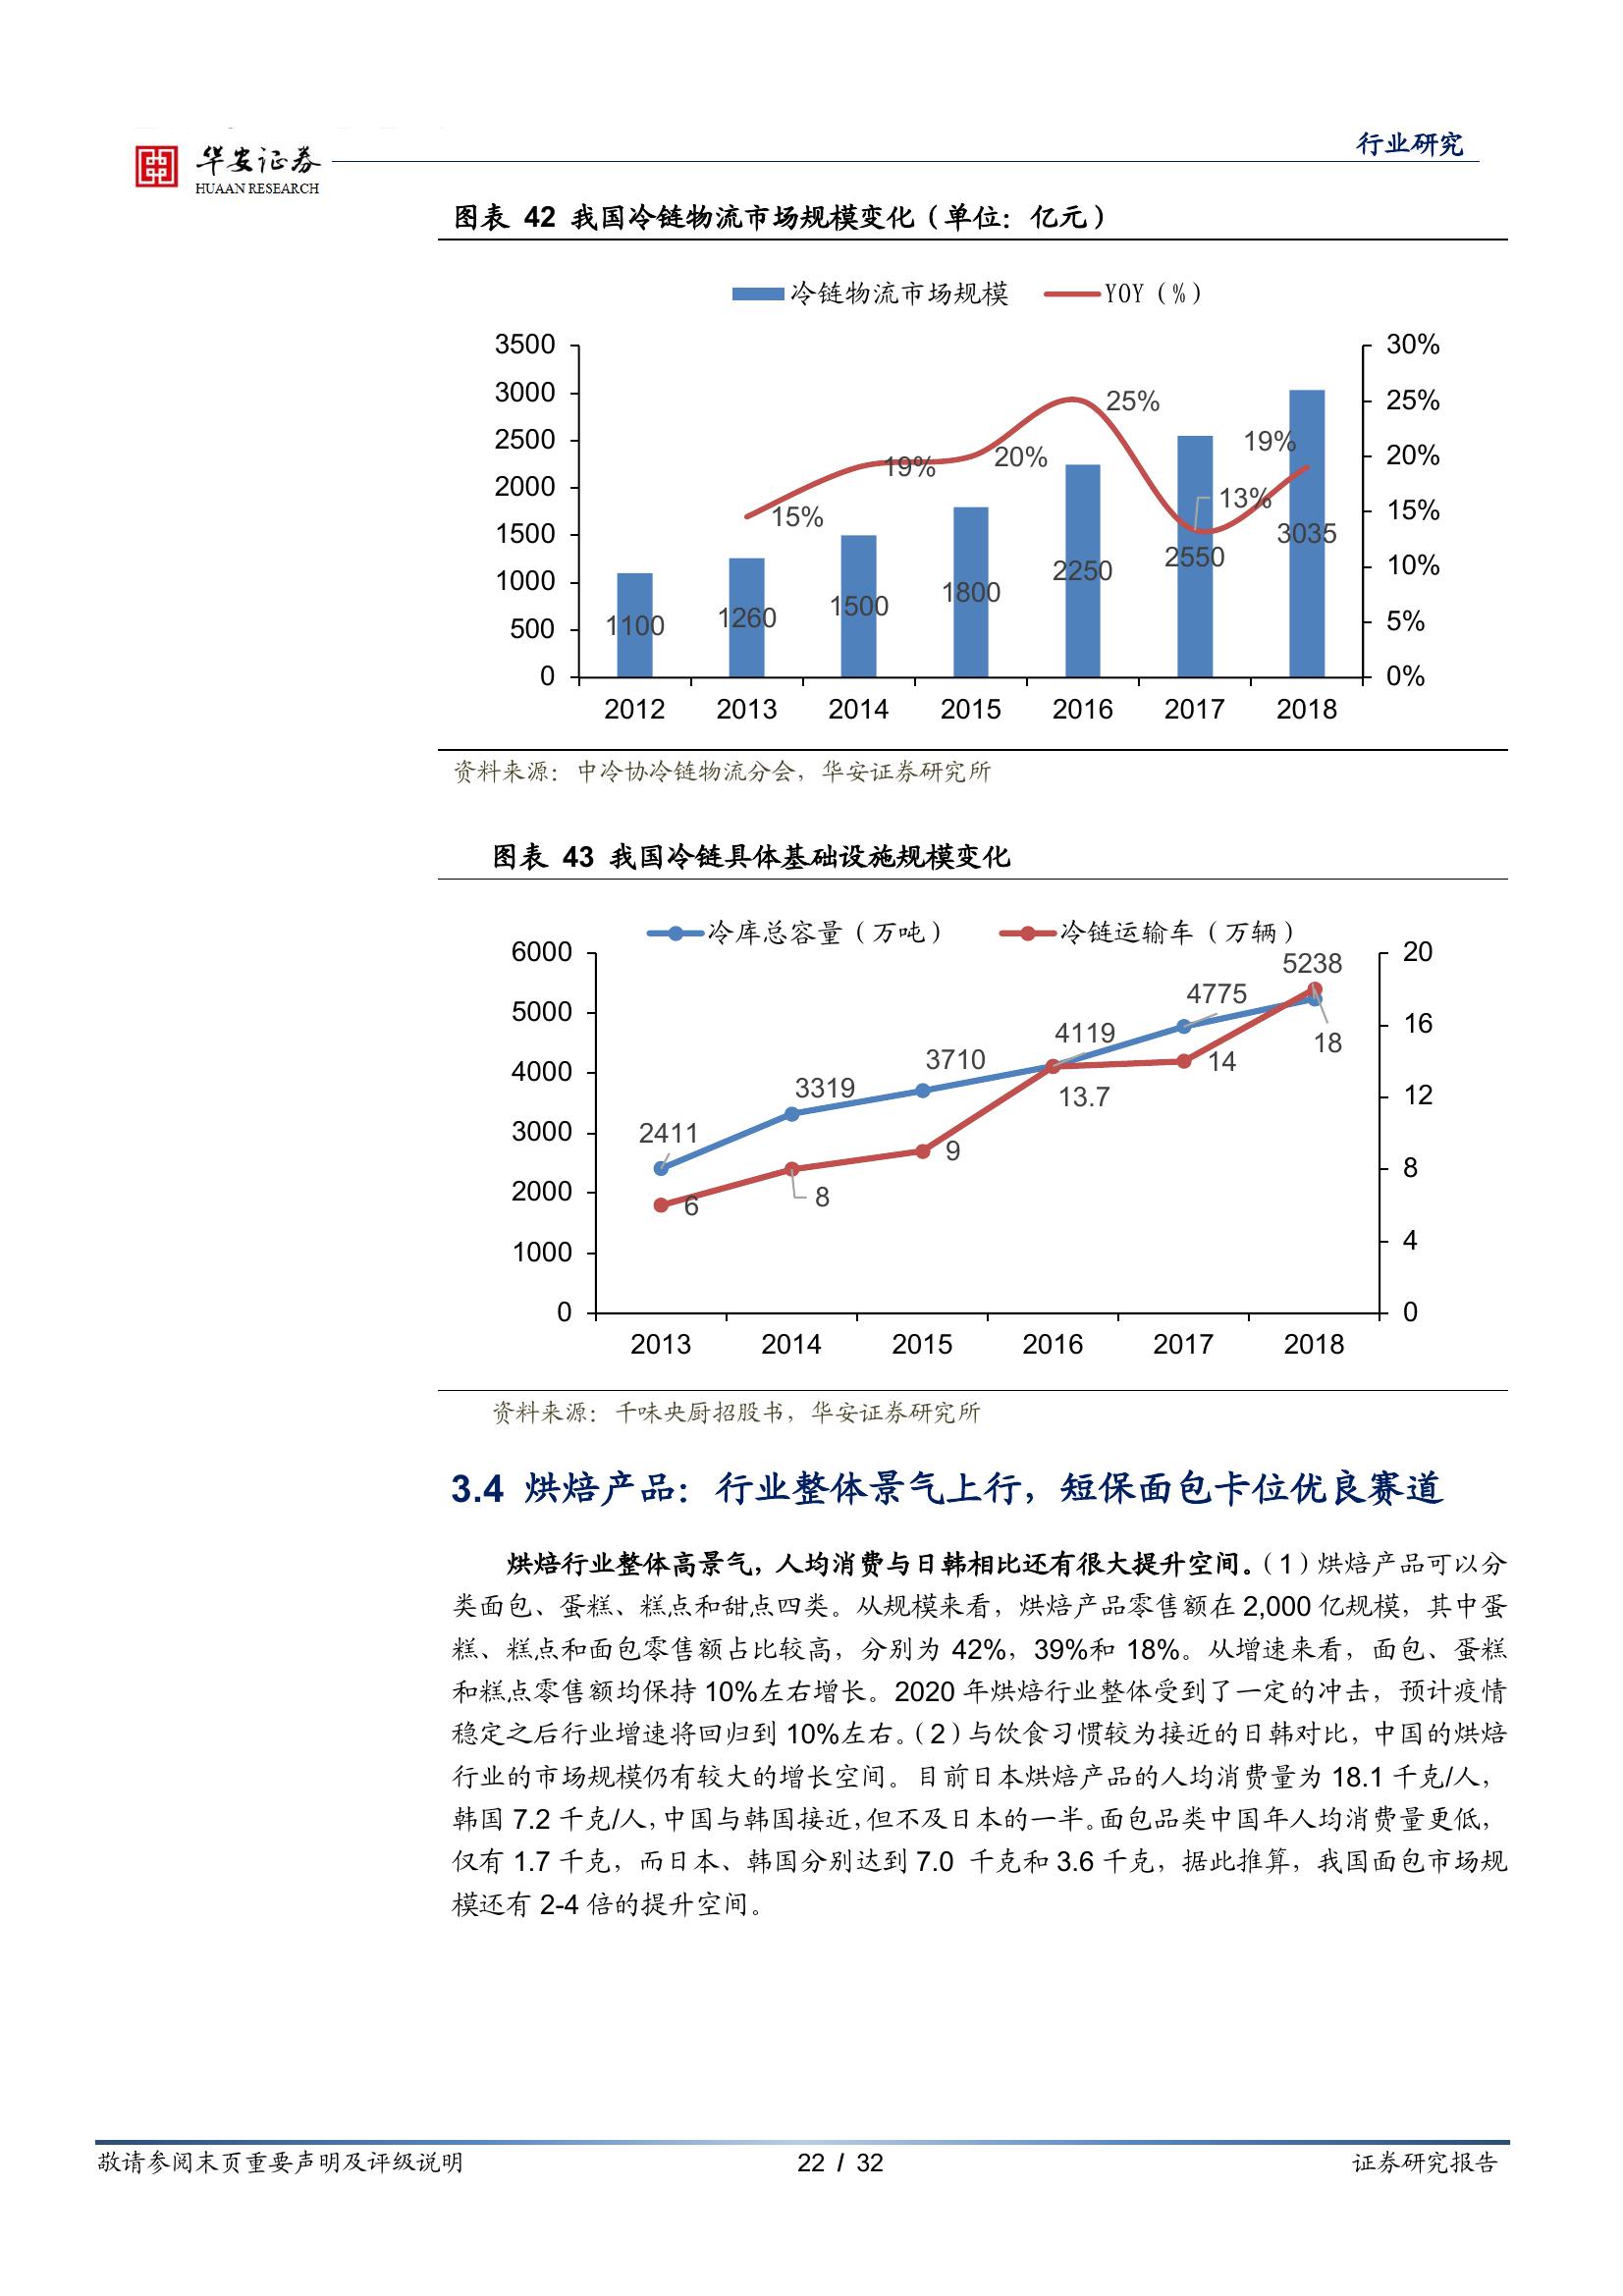 华安证券
HUAAN RESEARCH
行业研究
图表 42 我国冷链物流市场规模变化（单位：亿元）
冷链物流市场规模 YOY（%）
3500
3000
2500
2000
1500
1000
500
0
30%
25%
20%
15%
10%
5%
0%
15%
19%
20%
25%
13%
19%
1100
1260
1500
1800
2250
2550
3035
2012 2013 2014 2015 2016 2017 2018
资料来源：中冷协冷链物流分会，华安证券研究所
图表 43 我国冷链具体基础设施规模变化
冷库总容量（万吨） 冷链运输车（万辆）
6000
5000
4000
3000
2000
1000
0
20
16
12
8
4
0
2411
3319
3710
4119
4775
5238
6
8
9
13.7
14
18
2013 2014 2015 2016 2017 2018
资料来源：千味央厨招股书，华安证券研究所
3.4 烘焙产品：行业整体景气上行，短保面包卡位优良赛道
烘焙行业整体高景气，人均消费与日韩相比还有很大提升空间。（1）烘焙产品可以分
类面包、蛋糕、糕点和甜点四类。从规模来看，烘焙产品零售额在 2,000 亿规模，其中蛋
糕、糕点和面包零售额占比较高，分别为 42%，39%和 18%。从增速来看，面包、蛋糕
和糕点零售额均保持 10%左右增长。2020 年烘焙行业整体受到了一定的冲击，预计疫情
稳定之后行业增速将回归到 10%左右。（2）与饮食习惯较为接近的日韩对比，中国的烘焙
行业的市场规模仍有较大的增长空间。目前日本烘焙产品的人均消费量为 18.1 千克/人，
韩国 7.2 千克/人，中国与韩国接近，但不及日本的一半。面包品类中国年人均消费量更低，
仅有 1.7 千克，而日本、韩国分别达到 7.0 千克和 3.6 千克，据此推算，我国面包市场规
模还有 2-4 倍的提升空间。
敬请参阅末页重要声明及评级说明 22 / 32 证券研究报告